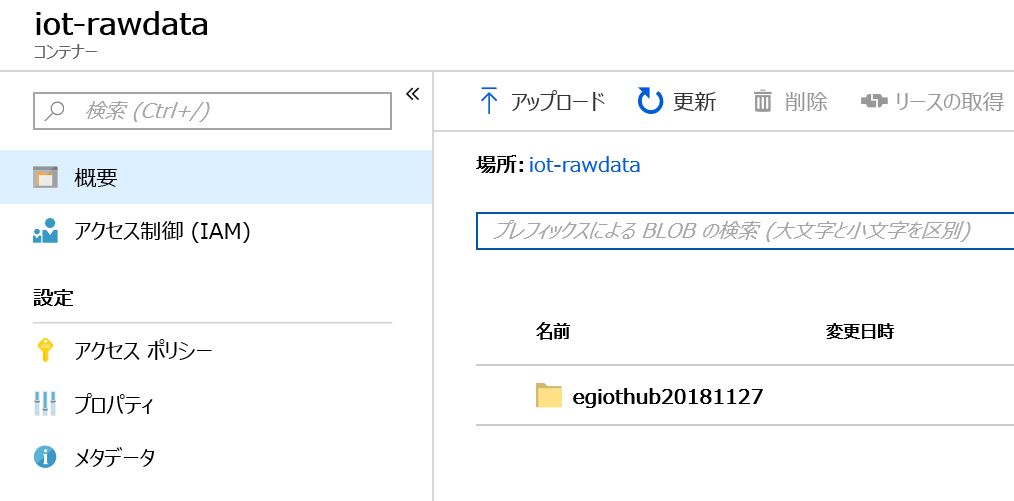 iot-rawdata
コンテナー
検索 (Ctrl+/)
概要
アクセス制御 (IAM)
設定
アクセス ポリシー
プロパティ
メタデータ
アップロード 更新 削除 リースの取得
場所: iot-rawdata
プレフィックスによる BLOB の検索 (大文字と小文字を区別)
名前 変更日時
egiothub20181127